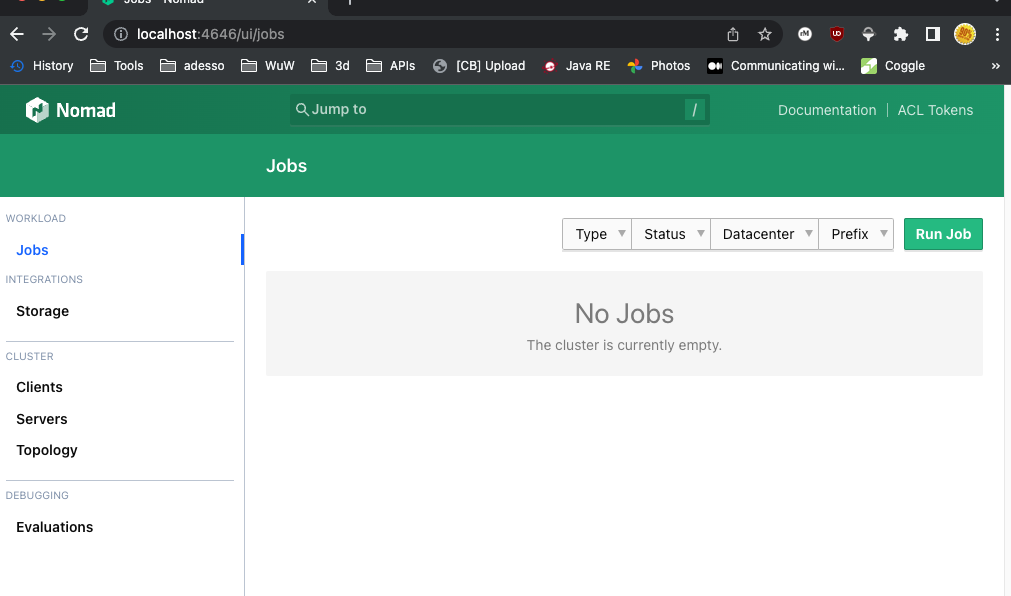 Jobs - Nomad
localhost:4646/ui/jobs
History Tools adesso WuW 3d APIs [CB] Upload Java RE Photos Communicating wi... Coggle »
Nomad Jump to / Documentation ACL Tokens
Jobs
WORKLOAD
Jobs
INTEGRATIONS
Storage
CLUSTER
Clients
Servers
Topology
DEBUGGING
Evaluations
Type Status Datacenter Prefix Run Job
No Jobs
The cluster is currently empty.